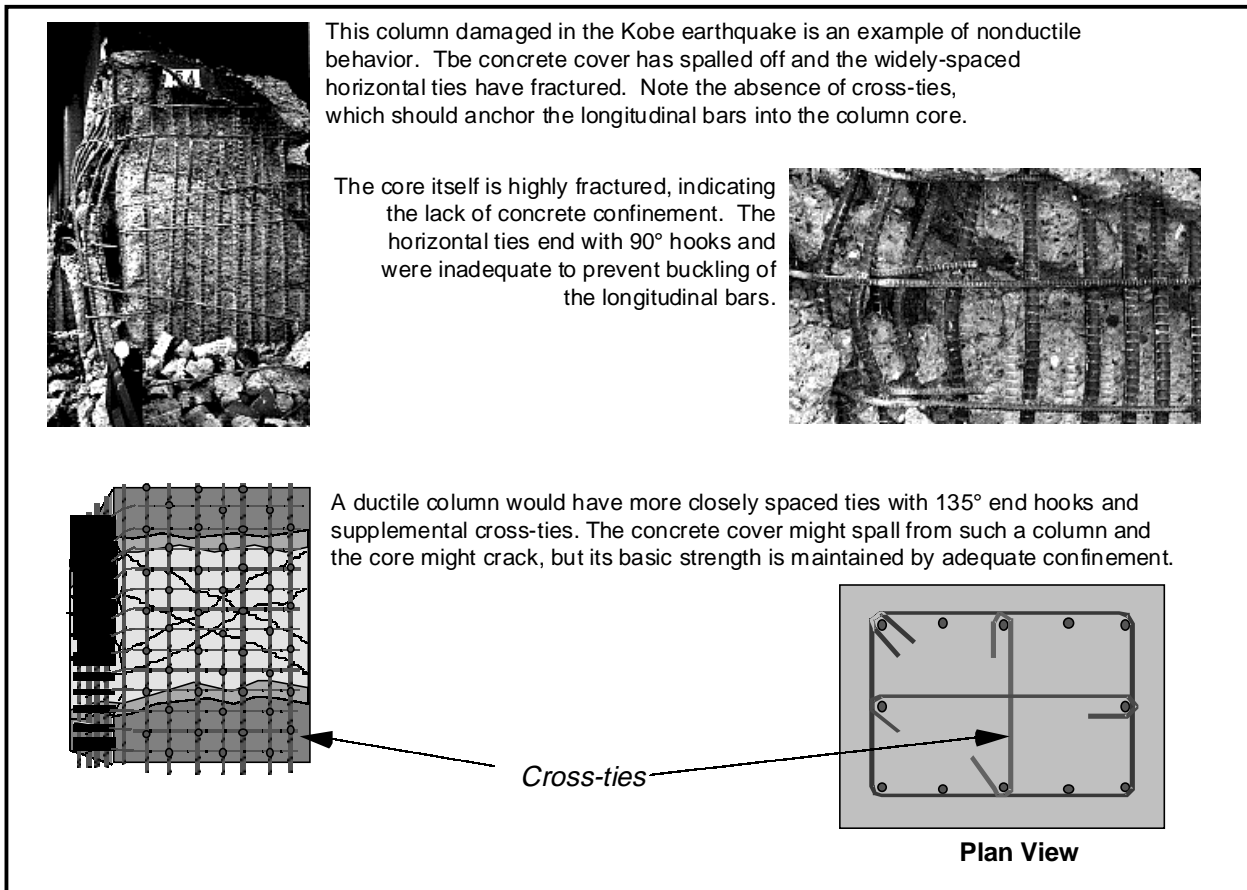 This column damaged in the Kobe earthquake is an example of nonductile
behavior. Tbe concrete cover has spalled off and the widely-spaced
horizontal ties have fractured. Note the absence of cross-ties,
which should anchor the longitudinal bars into the column core.
The core itself is highly fractured, indicating
the lack of concrete confinement. The
horizontal ties end with 90° hooks and
were inadequate to prevent buckling of
the longitudinal bars.
A ductile column would have more closely spaced ties with 135° end hooks and
supplemental cross-ties. The concrete cover might spall from such a column and
the core might crack, but its basic strength is maintained by adequate confinement.
Cross-ties
Plan View